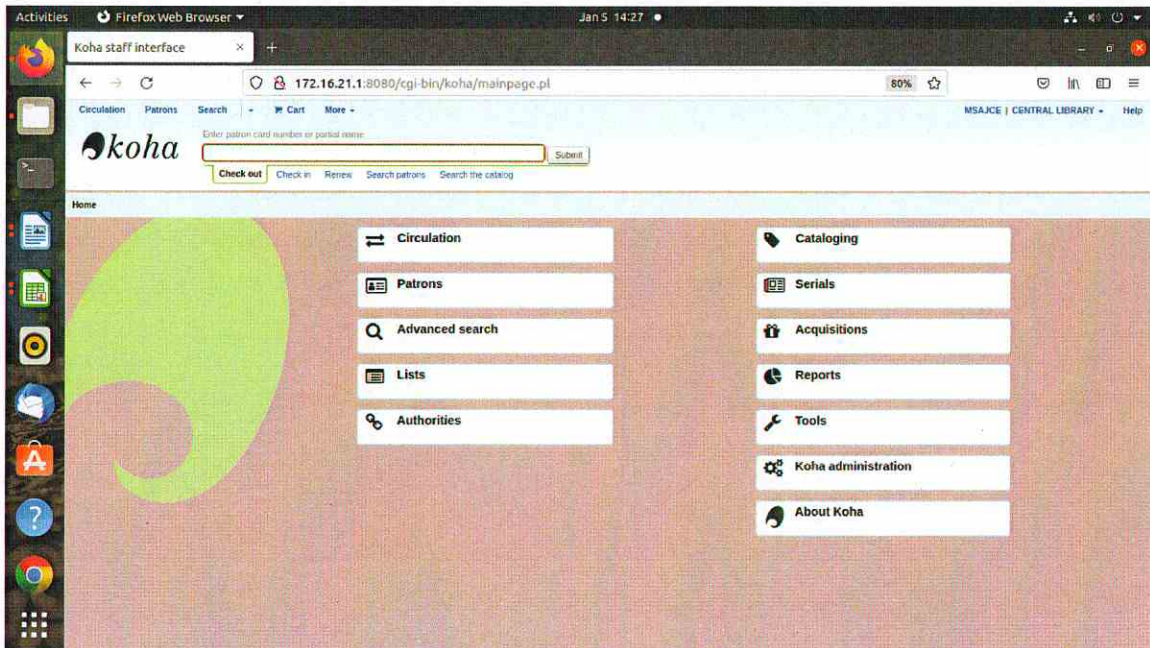 Activities Firefox Web Browser Jan 5 14:27
Koha staff interface
172.16.21.1:8080/cgi-bin/koha/mainpage.pl 80%
Circulation Patrons Search Cart More MSAJCE | CENTRAL LIBRARY Help
koha
Enter patron card number or partial name
Submit
Check out Check in Renew Search patrons Search the catalog
Home
Circulation
Patrons
Advanced search
Lists
Authorities
Cataloging
Serials
Acquisitions
Reports
Tools
Koha administration
About Koha